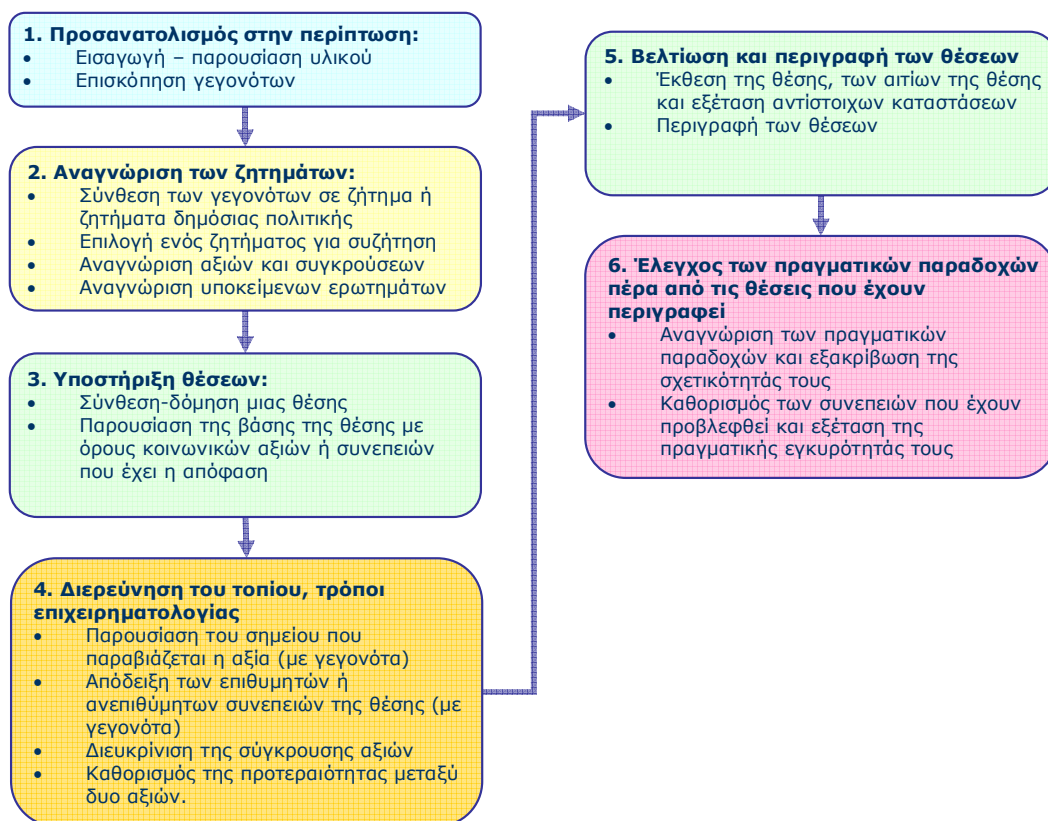 1. Προσανατολισμός στην περίπτωση:
• Εισαγωγή – παρουσίαση υλικού
• Επισκόπηση γεγονότων
2. Αναγνώριση των ζητημάτων:
• Σύνθεση των γεγονότων σε ζήτημα ή
ζητήματα δημόσιας πολιτικής
• Επιλογή ενός ζητήματος για συζήτηση
• Αναγνώριση αξιών και συγκρούσεων
• Αναγνώριση υποκείμενων ερωτημάτων
3. Υποστήριξη θέσεων:
• Σύνθεση-δόμηση μιας θέσης
• Παρουσίαση της βάσης της θέσης με
όρους κοινωνικών αξιών ή συνεπειών
που έχει η απόφαση
4. Διερεύνηση του τοπίου, τρόποι
επιχειρηματολογίας
• Παρουσίαση του σημείου που
παραβιάζεται η αξία (με γεγονότα)
• Απόδειξη των επιθυμητών ή
ανεπιθύμητων συνεπειών της θέσης (με
γεγονότα)
• Διευκρίνιση της σύγκρουσης αξιών
• Καθορισμός της προτεραιότητας μεταξύ
δυο αξιών.
5. Βελτίωση και περιγραφή των θέσεων
• Έκθεση της θέσης, των αιτίων της θέσης
και εξέταση αντίστοιχων καταστάσεων
• Περιγραφή των θέσεων
6. Έλεγχος των πραγματικών παραδοχών
πέρα από τις θέσεις που έχουν
περιγραφεί
• Αναγνώριση των πραγματικών
παραδοχών και εξακρίβωση της
σχετικότητάς τους
• Καθορισμός των συνεπειών που έχουν
προβλεφθεί και εξέταση της
πραγματικής εγκυρότητάς τους